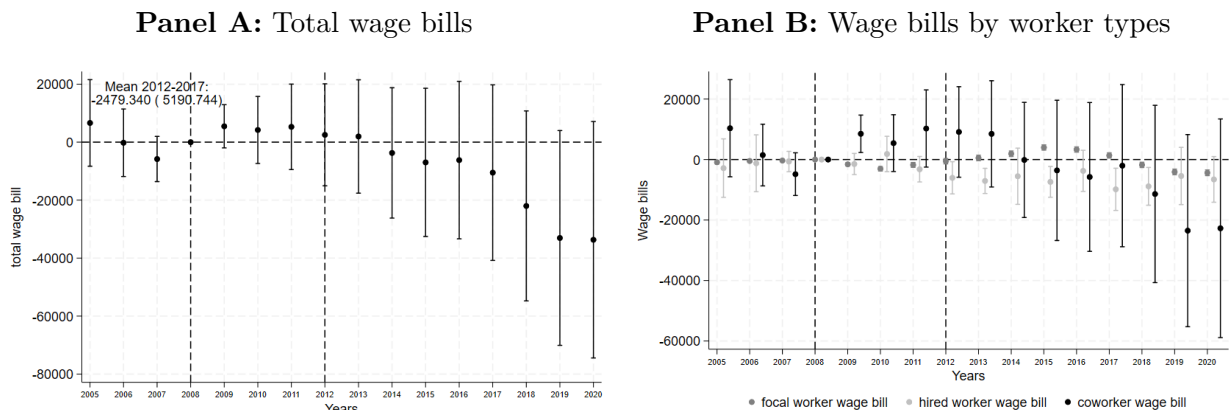 Panel A: Total wage bills
Mean 2012-2017:
-2479.340 ( 5190.744)
total wage bill
20000
0
-20000
-40000
-60000
-80000
2005 2006 2007 2008 2009 2010 2011 2012 2013 2014 2015 2016 2017 2018 2019 2020
Years
Panel B: Wage bills by worker types
Wage bills
20000
0
-20000
-40000
-60000
2005 2006 2007 2008 2009 2010 2011 2012 2013 2014 2015 2016 2017 2018 2019 2020
Years
focal worker wage bill hired worker wage bill coworker wage bill